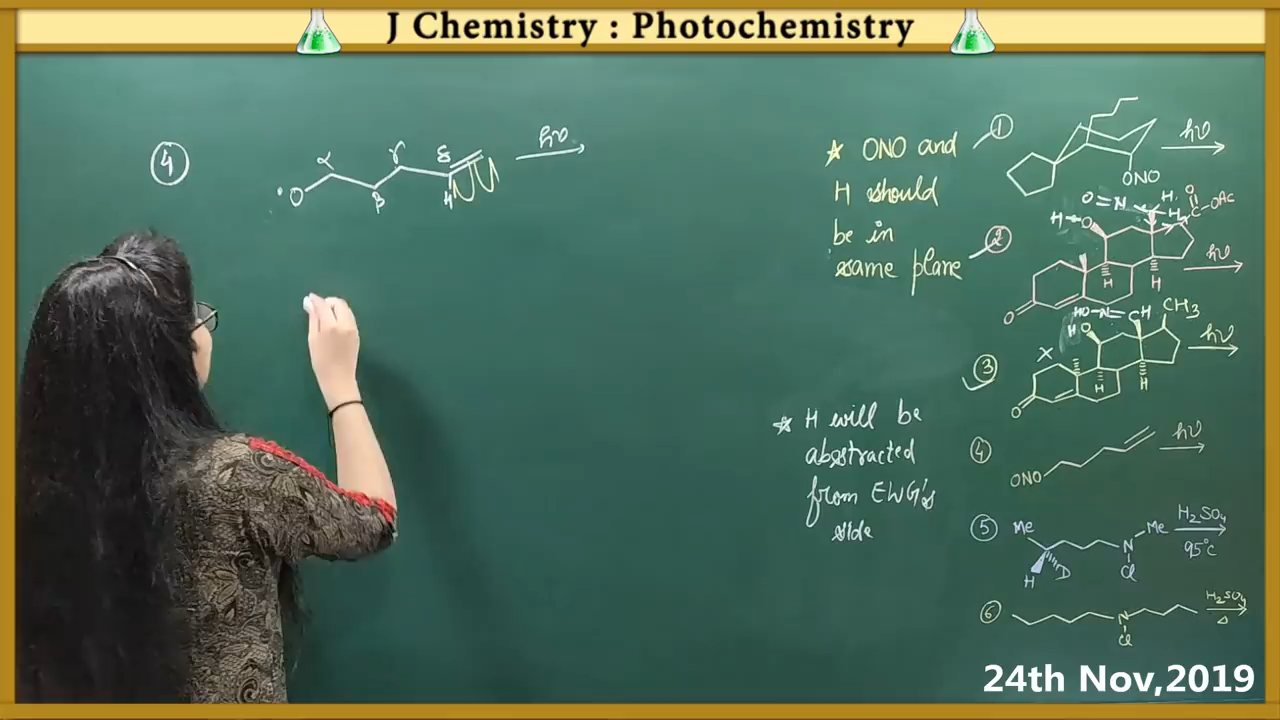 J Chemistry : Photochemistry
4
•O
α
β
γ
δ
H
hν
☆ ONO and
H should
be in
same plane
☆ H will be
abstracted
from EWG's
side
1
ONO
hν
2
O=N
H
H
H-O
O
C-OAc
H
H
O
hν
3
HO-N=CH
CH3
HO
X
H
H
O
hν
4
ONO
hν
5
Me
H
D
N
Me
Cl
H2SO4
95°C
6
N
Cl
H2SO4
Δ
24th Nov,2019